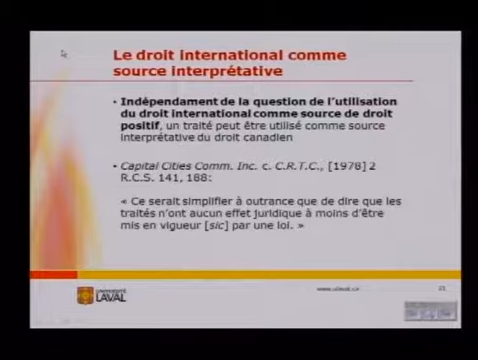 Le droit international comme
source interprétative
• Indépendament de la question de l'utilisation
du droit international comme source de droit
positif, un traité peut être utilisé comme source
interprétative du droit canadien
• Capital Cities Comm. Inc. c. C.R.T.C., [1978] 2
R.C.S. 141, 188:
« Ce serait simplifier à outrance que de dire que les
traités n'ont aucun effet juridique à moins d'être
mis en vigueur [sic] par une loi. »
UNIVERSITÉ
LAVAL
www.ulaval.ca